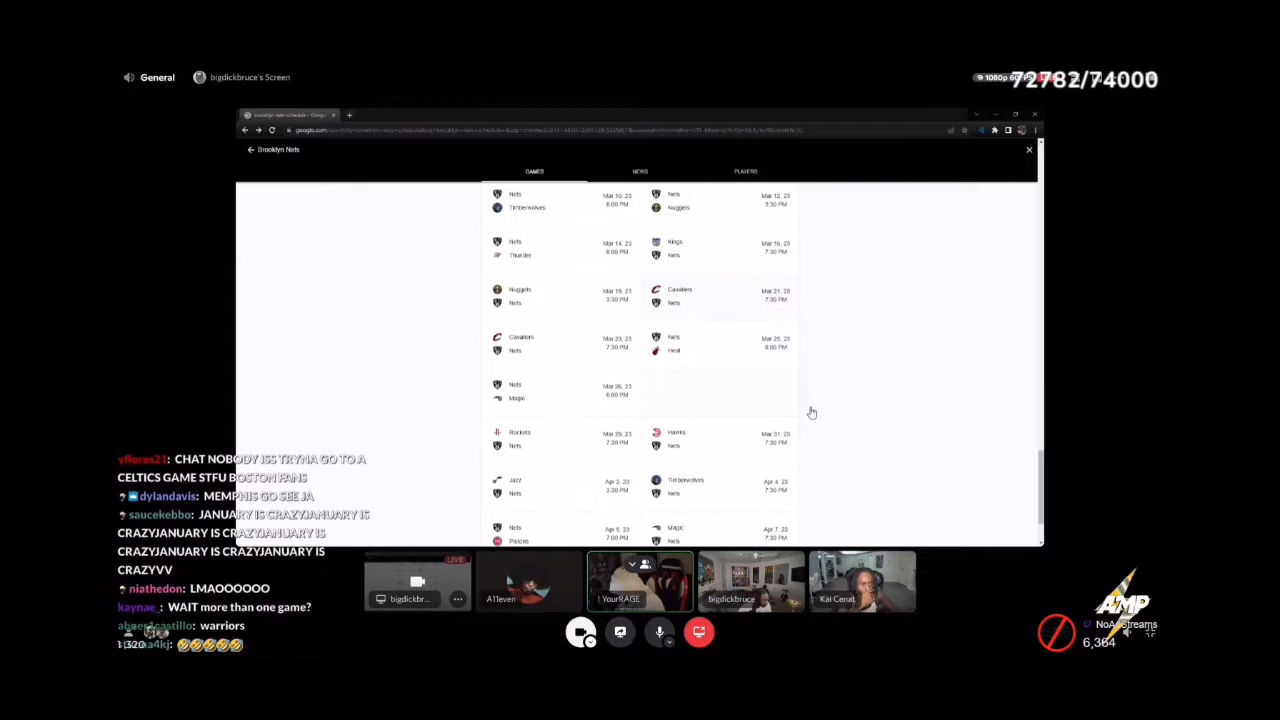 General bigdickbruce's Screen
72782/74000
brooklyn nets schedule - Googl
Brooklyn Nets
GAMES NEWS PLAYERS
Nets Mar 10, 23 Nets Mar 12, 23
Timberwolves 8:00 PM Nuggets 3:30 PM
Nets Mar 14, 23 Kings Mar 16, 23
Thunder 8:00 PM Nets 7:30 PM
Nuggets Mar 19, 23 Cavaliers Mar 21, 23
Nets 3:30 PM Nets 7:30 PM
Cavaliers Mar 23, 23 Nets Mar 25, 23
Nets 7:30 PM Heat 8:00 PM
Nets Mar 26, 23
Magic 6:00 PM
Rockets Mar 29, 23 Hawks Mar 31, 23
Nets 7:30 PM Nets 7:30 PM
Jazz Apr 2, 23 Timberwolves Apr 4, 23
Nets 3:30 PM Nets 7:30 PM
Nets Apr 5, 23 Magic Apr 7, 23
Pistons 7:00 PM Nets 7:30 PM
yflores21: CHAT NOBODY ISS TRYNA GO TO A
CELTICS GAME STFU BOSTON FANS
dylandavis: MEMPHIS GO SEE JA
saucekebbo: JANUARY IS CRAZYJANUARY IS
CRAZYJANUARY IS CRAZYJANUARY IS
CRAZYJANUARY IS CRAZYJANUARY IS
CRAZYVV
niathedon: LMAOOOOOO
kaynae_: WAIT more than one game?
warriors
1,320
LIVE
bigdickbr...
A11even
YourRAGE
bigdickbruce
Kai Cenat
AMP
6,364